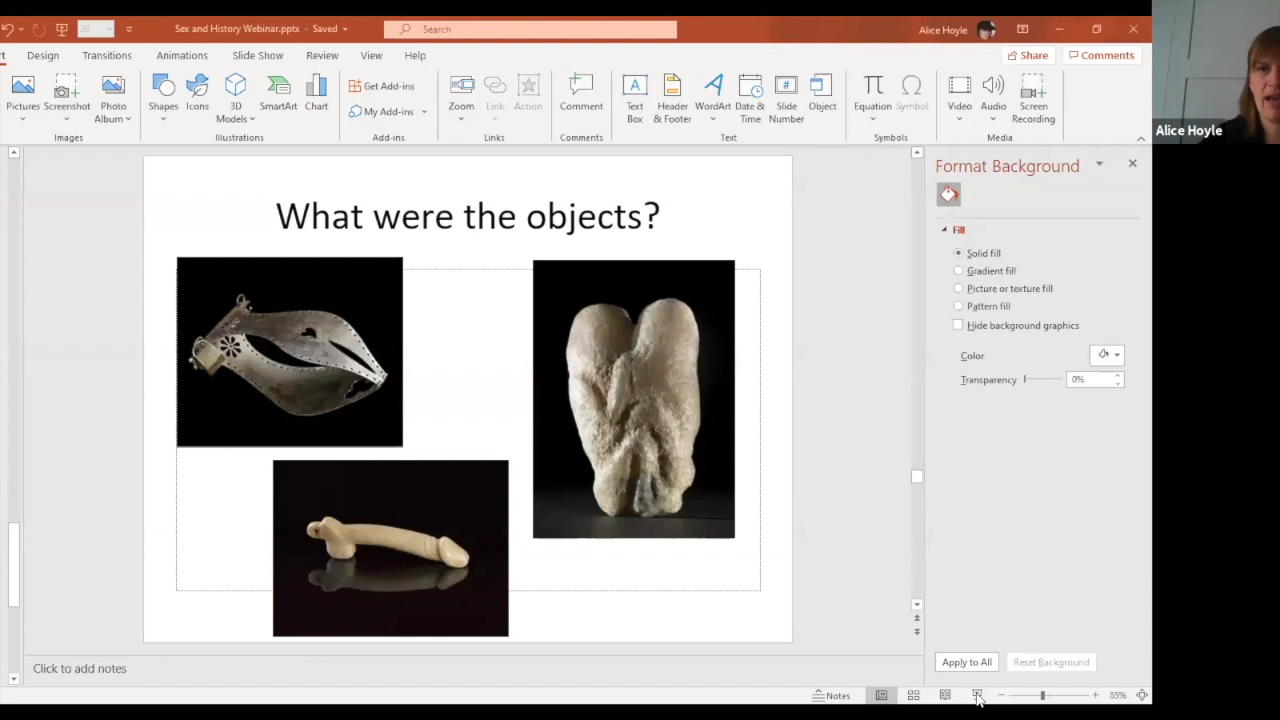 Sex and History Webinar.pptx - Saved
Search
Alice Hoyle
Design Transitions Animations Slide Show Review View Help
Share Comments
Pictures Screenshot Photo Album Shapes Icons 3D Models SmartArt Chart Get Add-ins My Add-ins Zoom Link Action Comment Text Box Header & Footer WordArt Date & Time Slide Number Object Equation Symbol Video Audio Screen Recording
Images Illustrations Add-ins Links Comments Text Symbols Media
Alice Hoyle
Format Background
What were the objects?
Fill
Solid fill
Gradient fill
Picture or texture fill
Pattern fill
Hide background graphics
Color
Transparency 0%
Apply to All Reset Background
Click to add notes
Notes